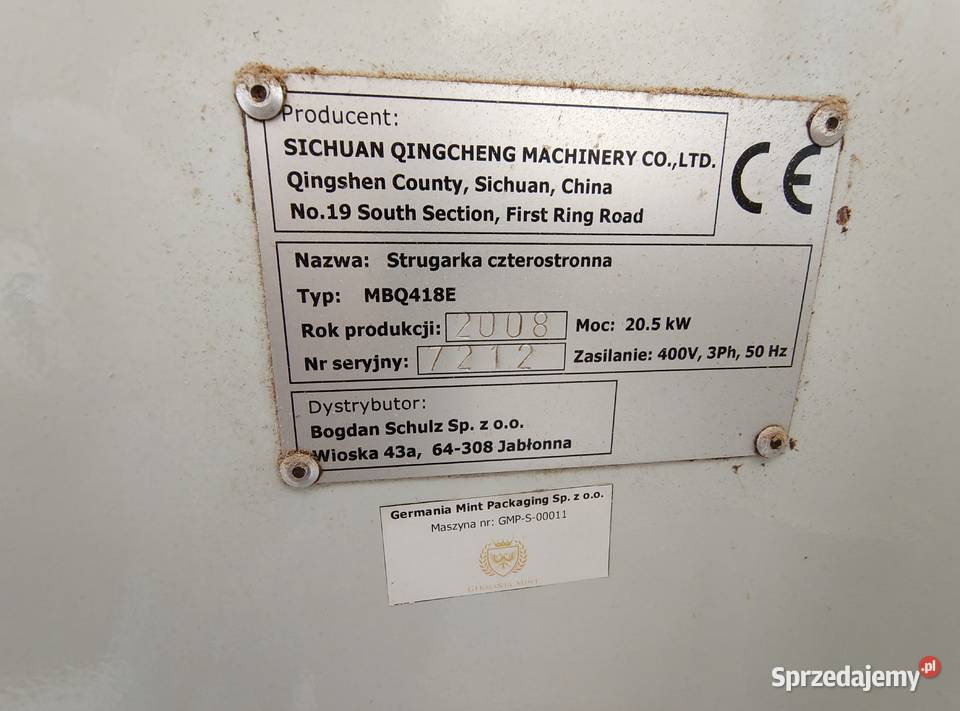 Producent:
SICHUAN QINGCHENG MACHINERY CO.,LTD.
Qingshen County, Sichuan, China
No.19 South Section, First Ring Road
CE
Nazwa: Strugarka czterostronna
Typ: MBQ418E
Rok produkcji: 2008 Moc: 20.5 kW
Nr seryjny: 7212 Zasilanie: 400V, 3Ph, 50 Hz
Dystrybutor:
Bogdan Schulz Sp. z o.o.
Wioska 43a, 64-308 Jabłonna
Germania Mint Packaging Sp. z o.o.
Maszyna nr: GMP-S-00011
GERMANIA MINT
Sprzedajemy.pl